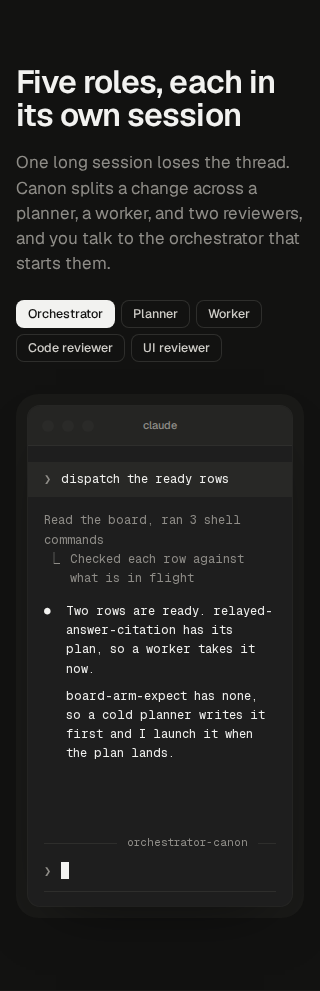 Five roles, each in
its own session
One long session loses the thread.
Canon splits a change across a
planner, a worker, and two reviewers,
and you talk to the orchestrator that
starts them.
Orchestrator Planner Worker
Code reviewer UI reviewer
claude
❯ dispatch the ready rows
Read the board, ran 3 shell
commands
⎿ Checked each row against
what is in flight
● Two rows are ready. relayed-
answer-citation has its
plan, so a worker takes it
now.
board-arm-expect has none,
so a cold planner writes it
first and I launch it when
the plan lands.
orchestrator-canon
❯